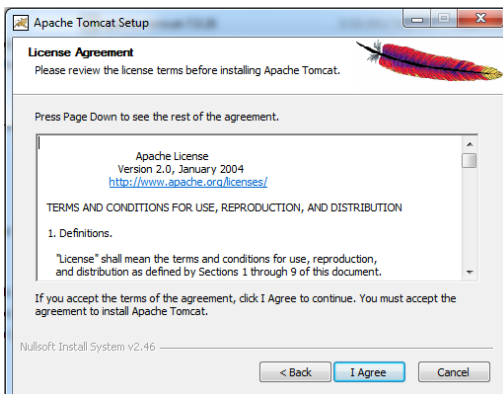 Apache Tomcat Setup
License Agreement
Please review the license terms before installing Apache Tomcat.
Press Page Down to see the rest of the agreement.
Apache License
Version 2.0, January 2004
http://www.apache.org/licenses/
TERMS AND CONDITIONS FOR USE, REPRODUCTION, AND DISTRIBUTION
1. Definitions.
"License" shall mean the terms and conditions for use, reproduction,
and distribution as defined by Sections 1 through 9 of this document.
If you accept the terms of the agreement, click I Agree to continue. You must accept the
agreement to install Apache Tomcat.
Nullsoft Install System v2.46
< Back I Agree Cancel